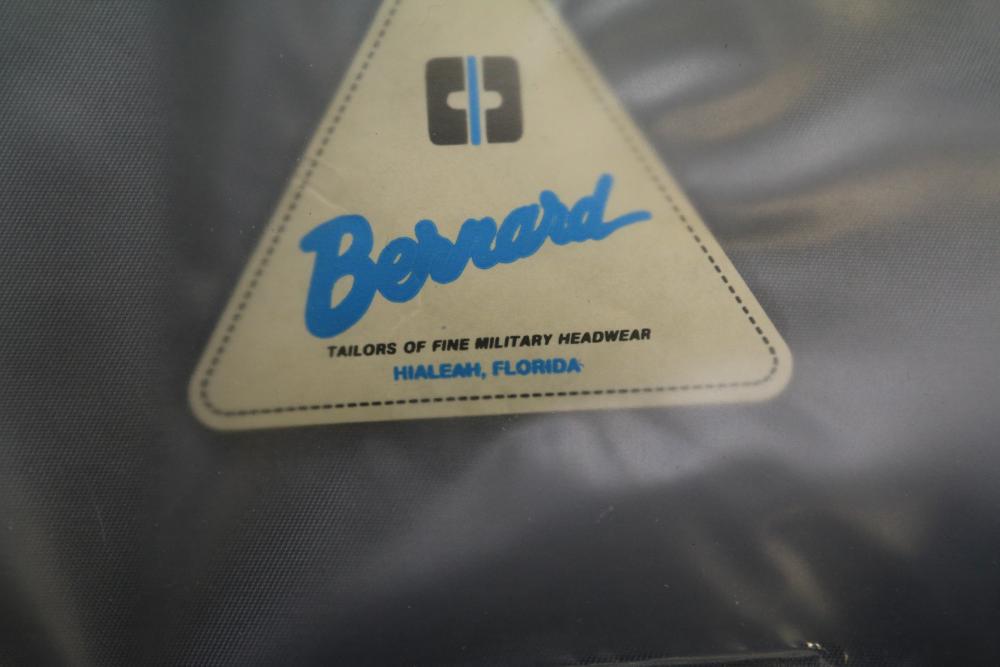 Bernard
TAILORS OF FINE MILITARY HEADWEAR
HIALEAH, FLORIDA